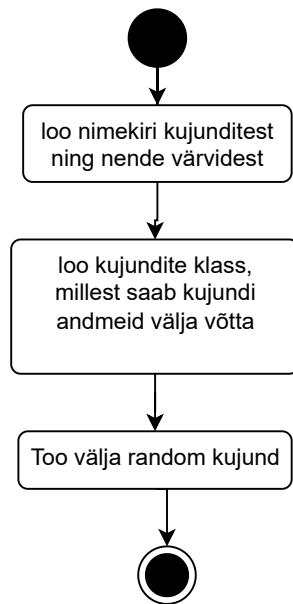 loo nimekiri kujunditest
ning nende värvidest
loo kujundite klass,
millest saab kujundi
andmeid välja võtta
Too välja random kujund